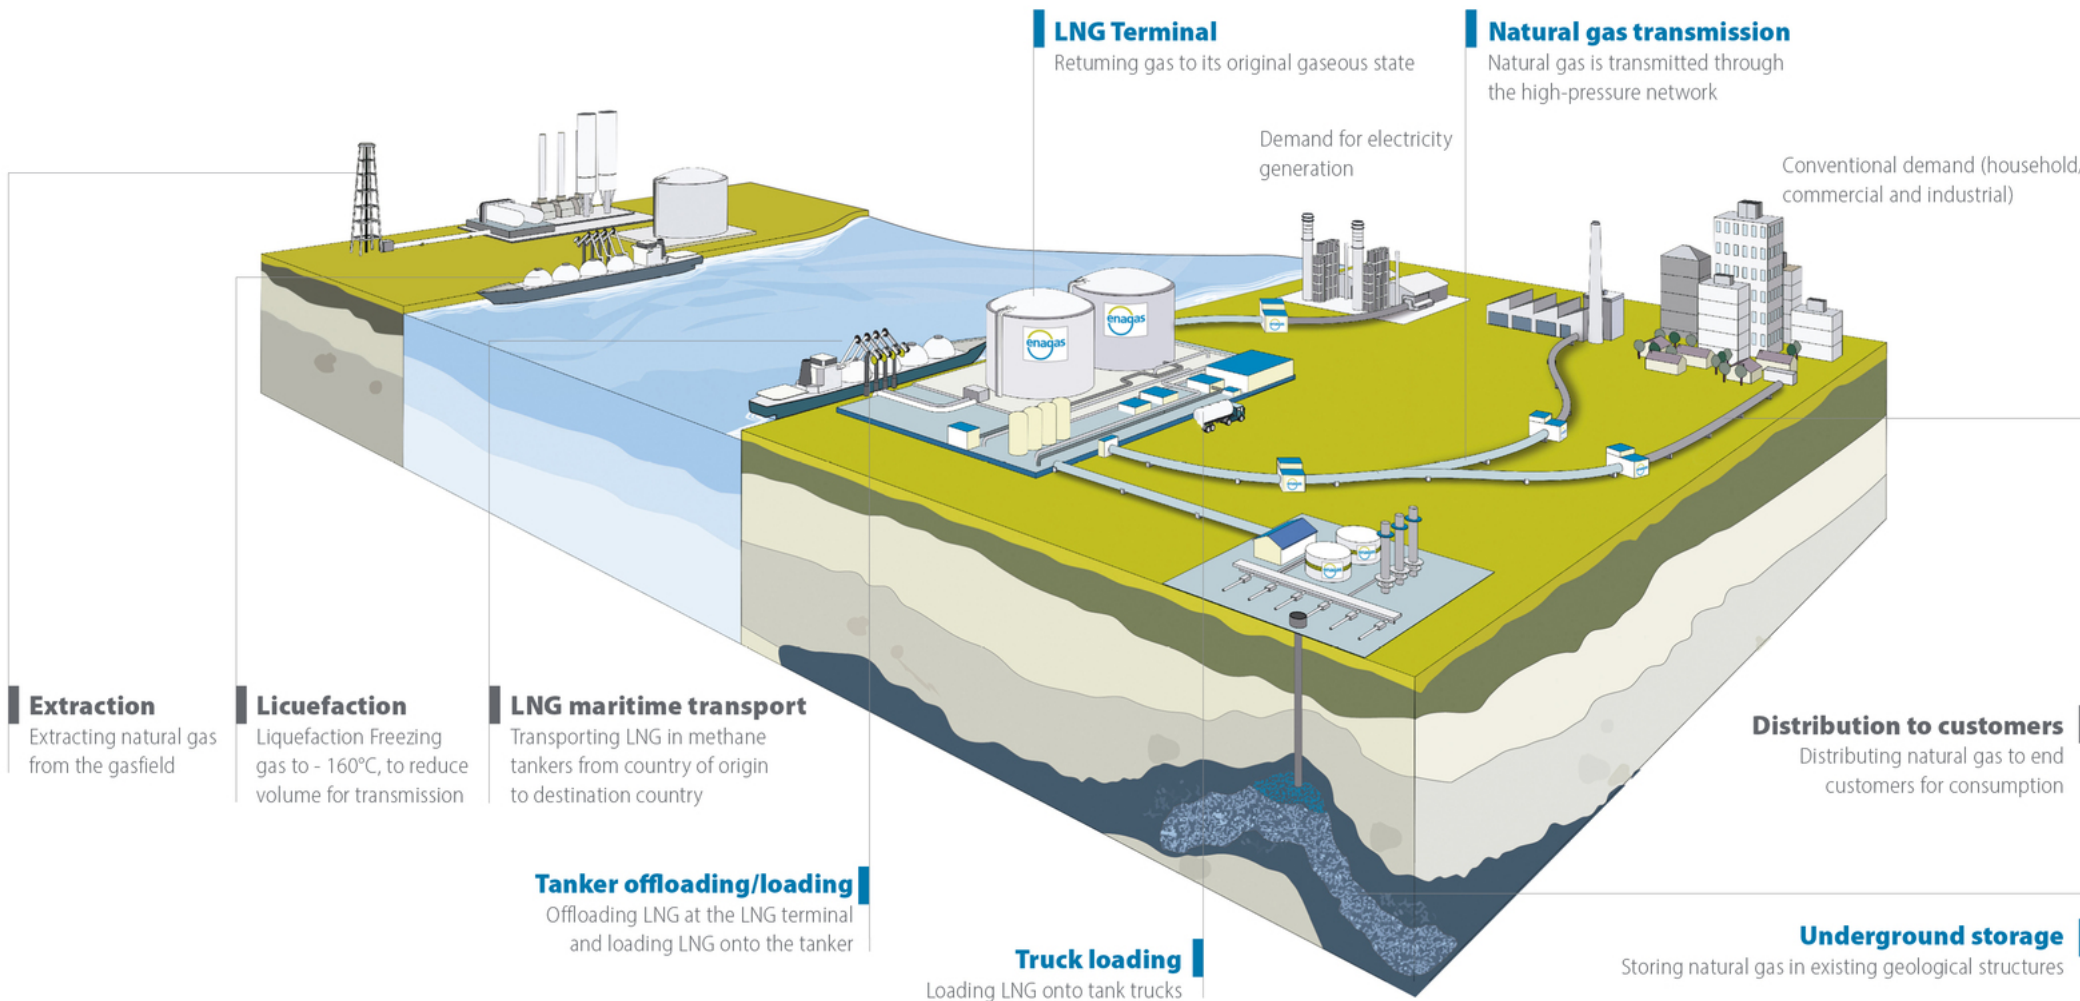 LNG Terminal
Retuming gas to its original gaseous state
Natural gas transmission
Natural gas is transmitted through
the high-pressure network
Demand for electricity
generation
Conventional demand (household,
commercial and industrial)
enagas
enagas
Extraction
Extracting natural gas
from the gasfield
Licuefaction
Liquefaction Freezing
gas to - 160°C, to reduce
volume for transmission
LNG maritime transport
Transporting LNG in methane
tankers from country of origin
to destination country
Distribution to customers
Distributing natural gas to end
customers for consumption
Tanker offloading/loading
Offloading LNG at the LNG terminal
and loading LNG onto the tanker
Truck loading
Loading LNG onto tank trucks
Underground storage
Storing natural gas in existing geological structures